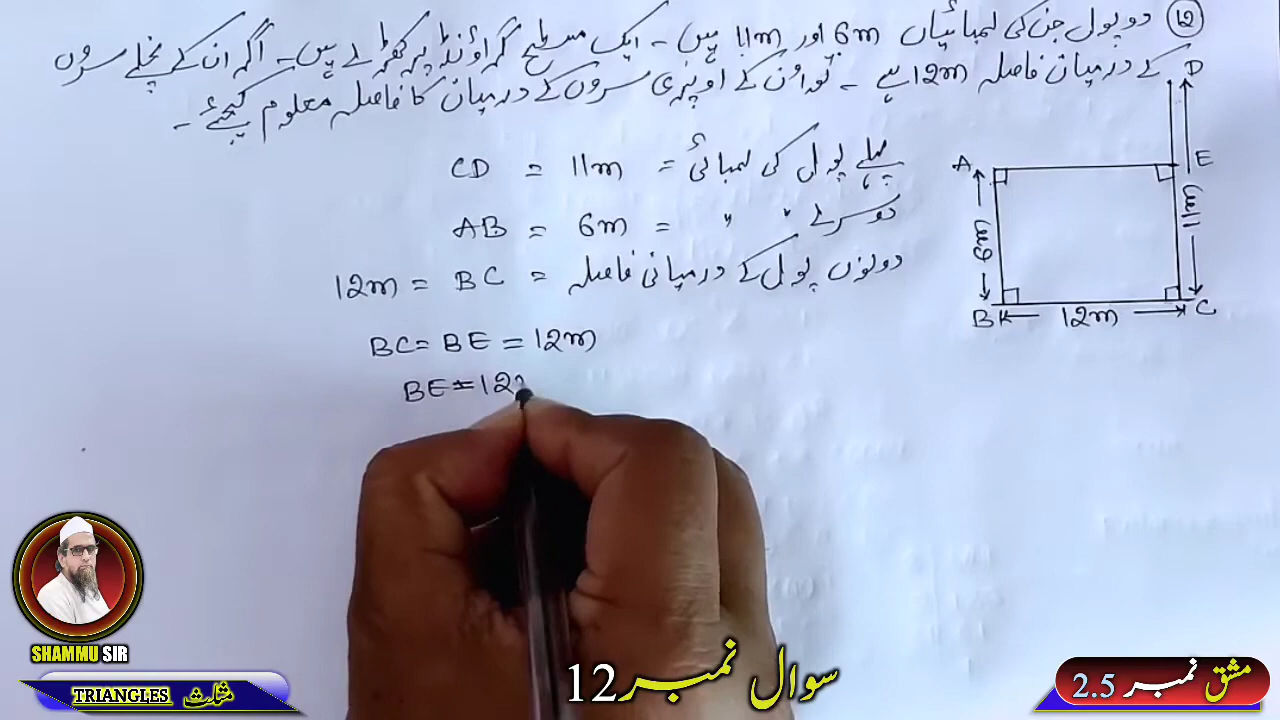 ۱۲ دو پول جن کی لمبائیاں 6m اور 11m ہیں ۔ ایک مسطح گراؤنڈ پر کھڑے ہیں۔ اگر ان کے نچلے سروں
کے درمیان فاصلہ 12m ہے ۔ تو ان کے اوپری سروں کے درمیان کا فاصلہ معلوم کیجئے ۔
D
پہلے پول کی لمبائی = CD = 11m
A E
دوسرے " " = AB = 6m
6m 11m
دونوں پول کے درمیانی فاصلہ = BC = 12m
B 12m C
BC = BE = 12m
BE = 12
SHAMMU SIR
TRIANGLES مثلث
سوال نمبر 12
مشق نمبر 2.5